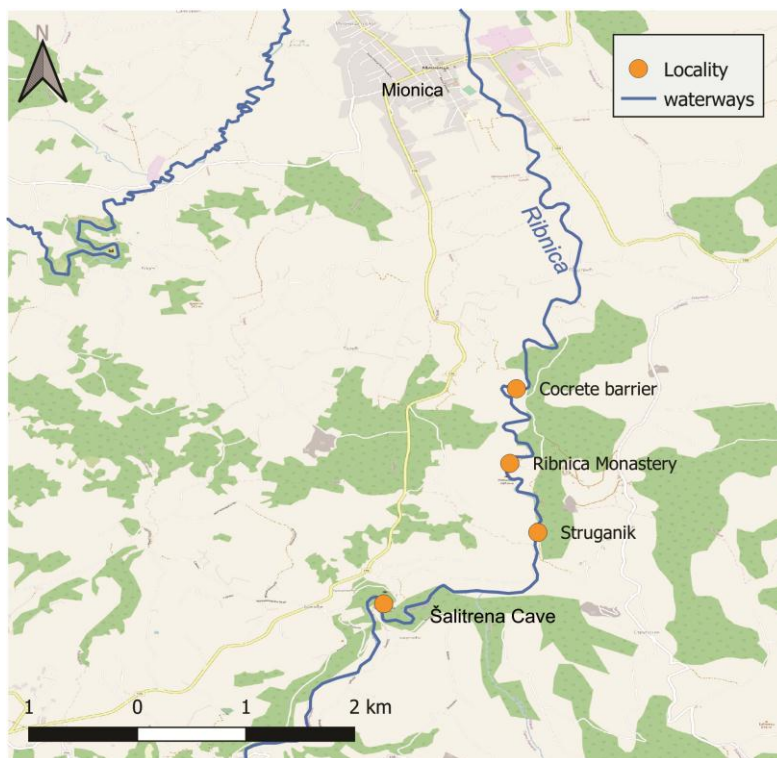 N
Mionica
Locality
waterways
Ribnica
Cocrete barrier
Ribnica Monastery
Struganik
Šalitrena Cave
1 0 1 2 km